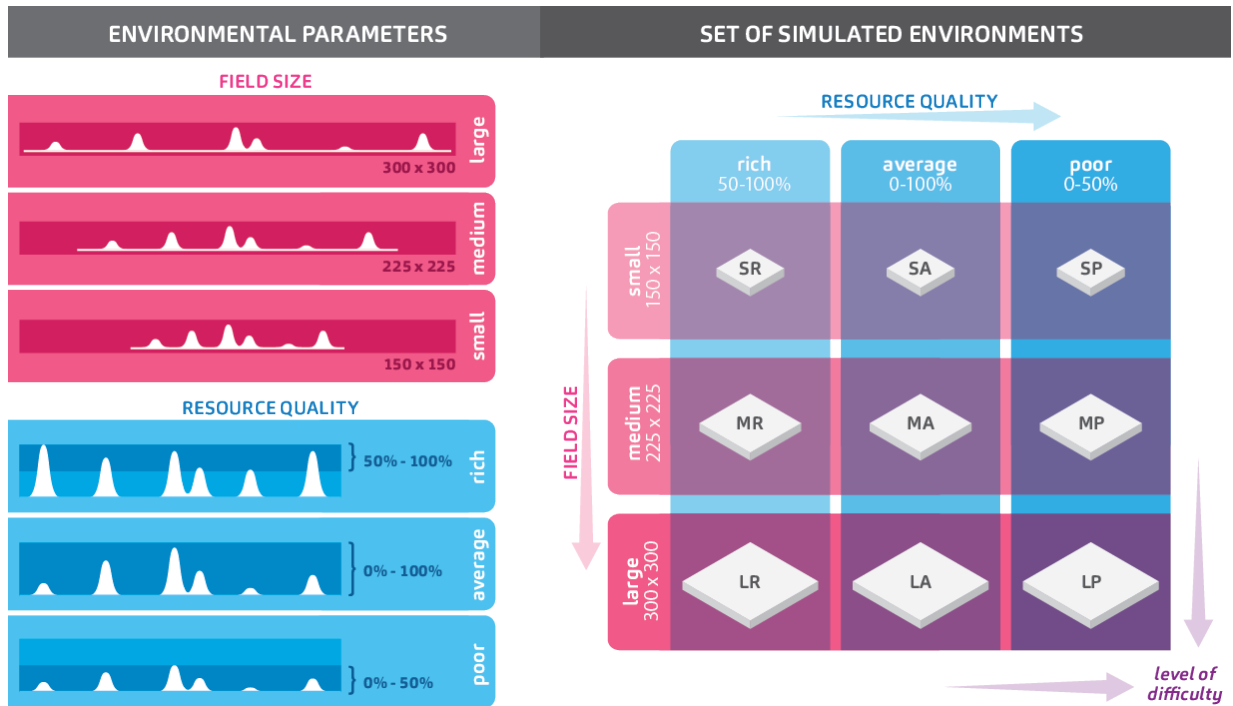 ENVIRONMENTAL PARAMETERS
FIELD SIZE
large
300 x 300
medium
225 x 225
small
150 x 150
RESOURCE QUALITY
50% - 100%
rich
0% - 100%
average
0% - 50%
poor
SET OF SIMULATED ENVIRONMENTS
RESOURCE QUALITY
rich
50-100%
average
0-100%
poor
0-50%
FIELD SIZE
small
150 x 150
SR
SA
SP
medium
225 x 225
MR
MA
MP
large
300 x 300
LR
LA
LP
level of
difficulty